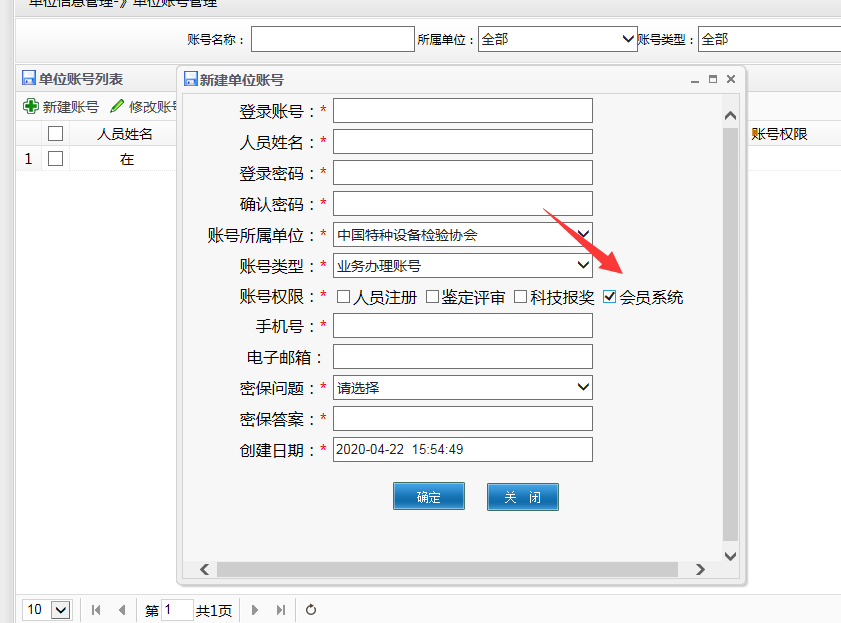 单位信息管理-》单位账号管理
账号名称： 所属单位： 全部 账号类型： 全部
单位账号列表
新建账号 修改账号
人员姓名 账号权限
1 在
新建单位账号
登录账号：*
人员姓名：*
登录密码：*
确认密码：*
账号所属单位：* 中国特种设备检验协会
账号类型：* 业务办理账号
账号权限：* 人员注册 鉴定评审 科技报奖 会员系统
手机号：*
电子邮箱：
密保问题：* 请选择
密保答案：*
创建日期：* 2020-04-22 15:54:49
确定 关 闭
10 第 1 共1页